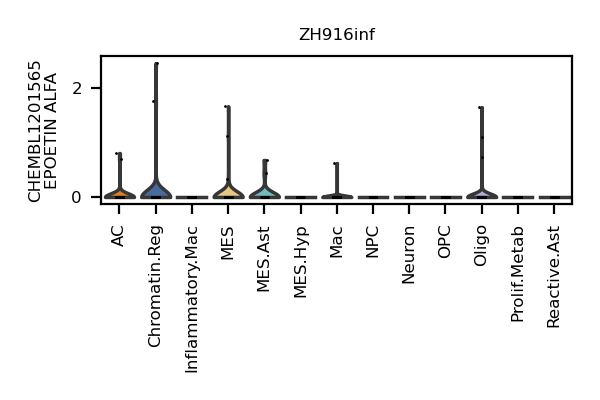 ZH916inf
CHEMBL1201565
EPOETIN ALFA
2
0
AC
Chromatin.Reg
Inflammatory.Mac
MES
MES.Ast
MES.Hyp
Mac
NPC
Neuron
OPC
Oligo
Prolif.Metab
Reactive.Ast